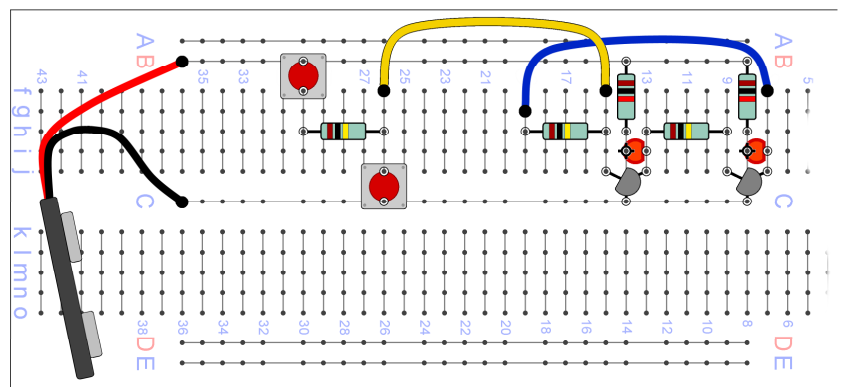 A A
B B
43 41 35 33 27 25 21 17 13 11 9 5
f
g
h
i
j
C C
k
l
m
n
o
38 36 34 32 30 28 26 24 22 20 18 16 14 12 10 8 6
D D
E E